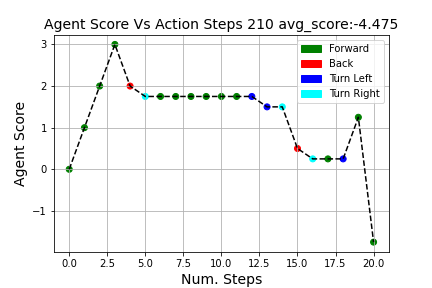 Agent Score Vs Action Steps 210 avg_score:-4.475
Agent Score
3
2
1
0
−1
Forward
Back
Turn Left
Turn Right
0.0 2.5 5.0 7.5 10.0 12.5 15.0 17.5 20.0
Num. Steps